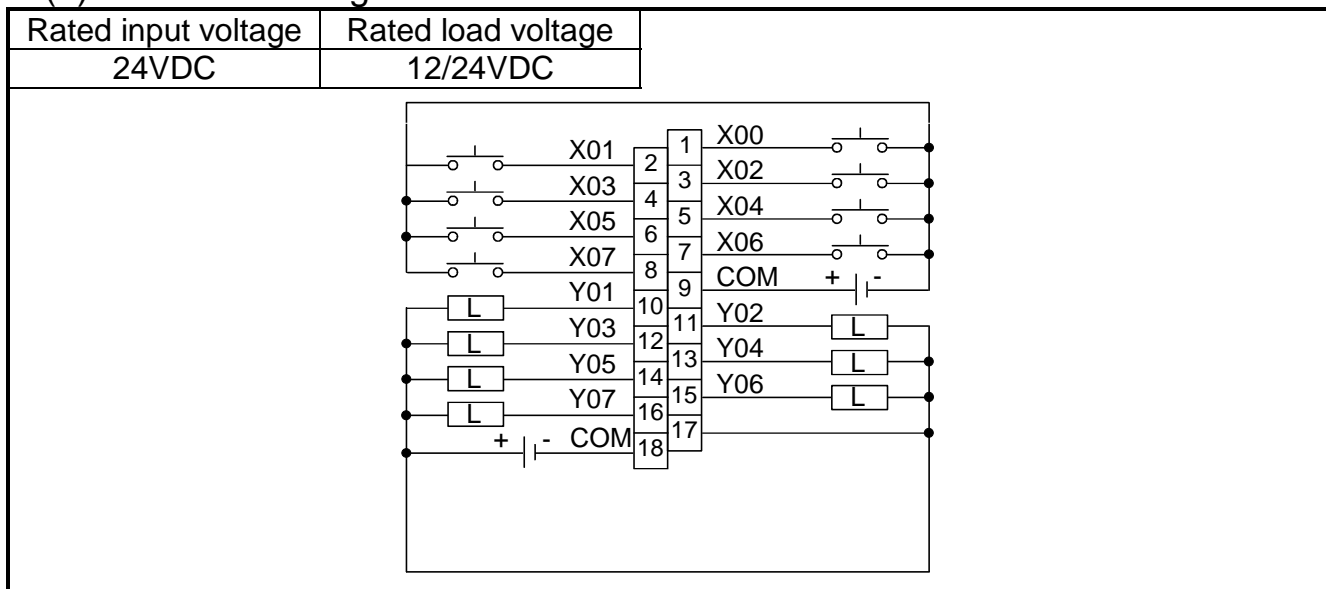 Rated input voltage Rated load voltage
24VDC 12/24VDC
1 X00
X01 2
3 X02
X03 4
5 X04
X05 6
7 X06
X07 8
9 COM + -
L Y01 10
11 Y02 L
L Y03 12
13 Y04 L
L Y05 14
15 Y06 L
L Y07 16
17
+ - COM 18